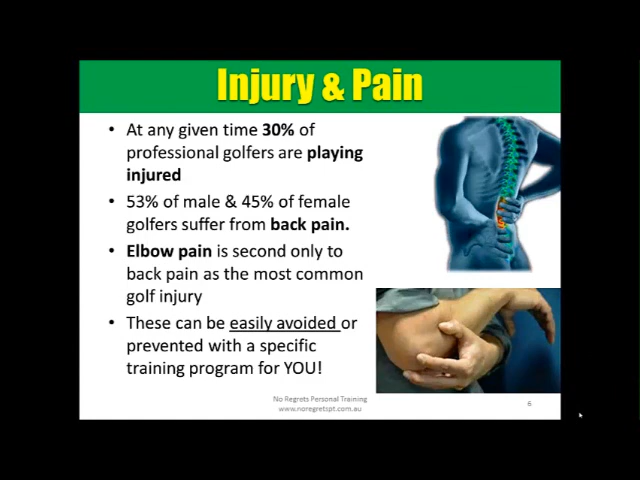 Injury & Pain
• At any given time 30% of
professional golfers are playing
injured
• 53% of male & 45% of female
golfers suffer from back pain.
• Elbow pain is second only to
back pain as the most common
golf injury
• These can be easily avoided or
prevented with a specific
training program for YOU!
No Regrets Personal Training
www.noregretspt.com.au
6